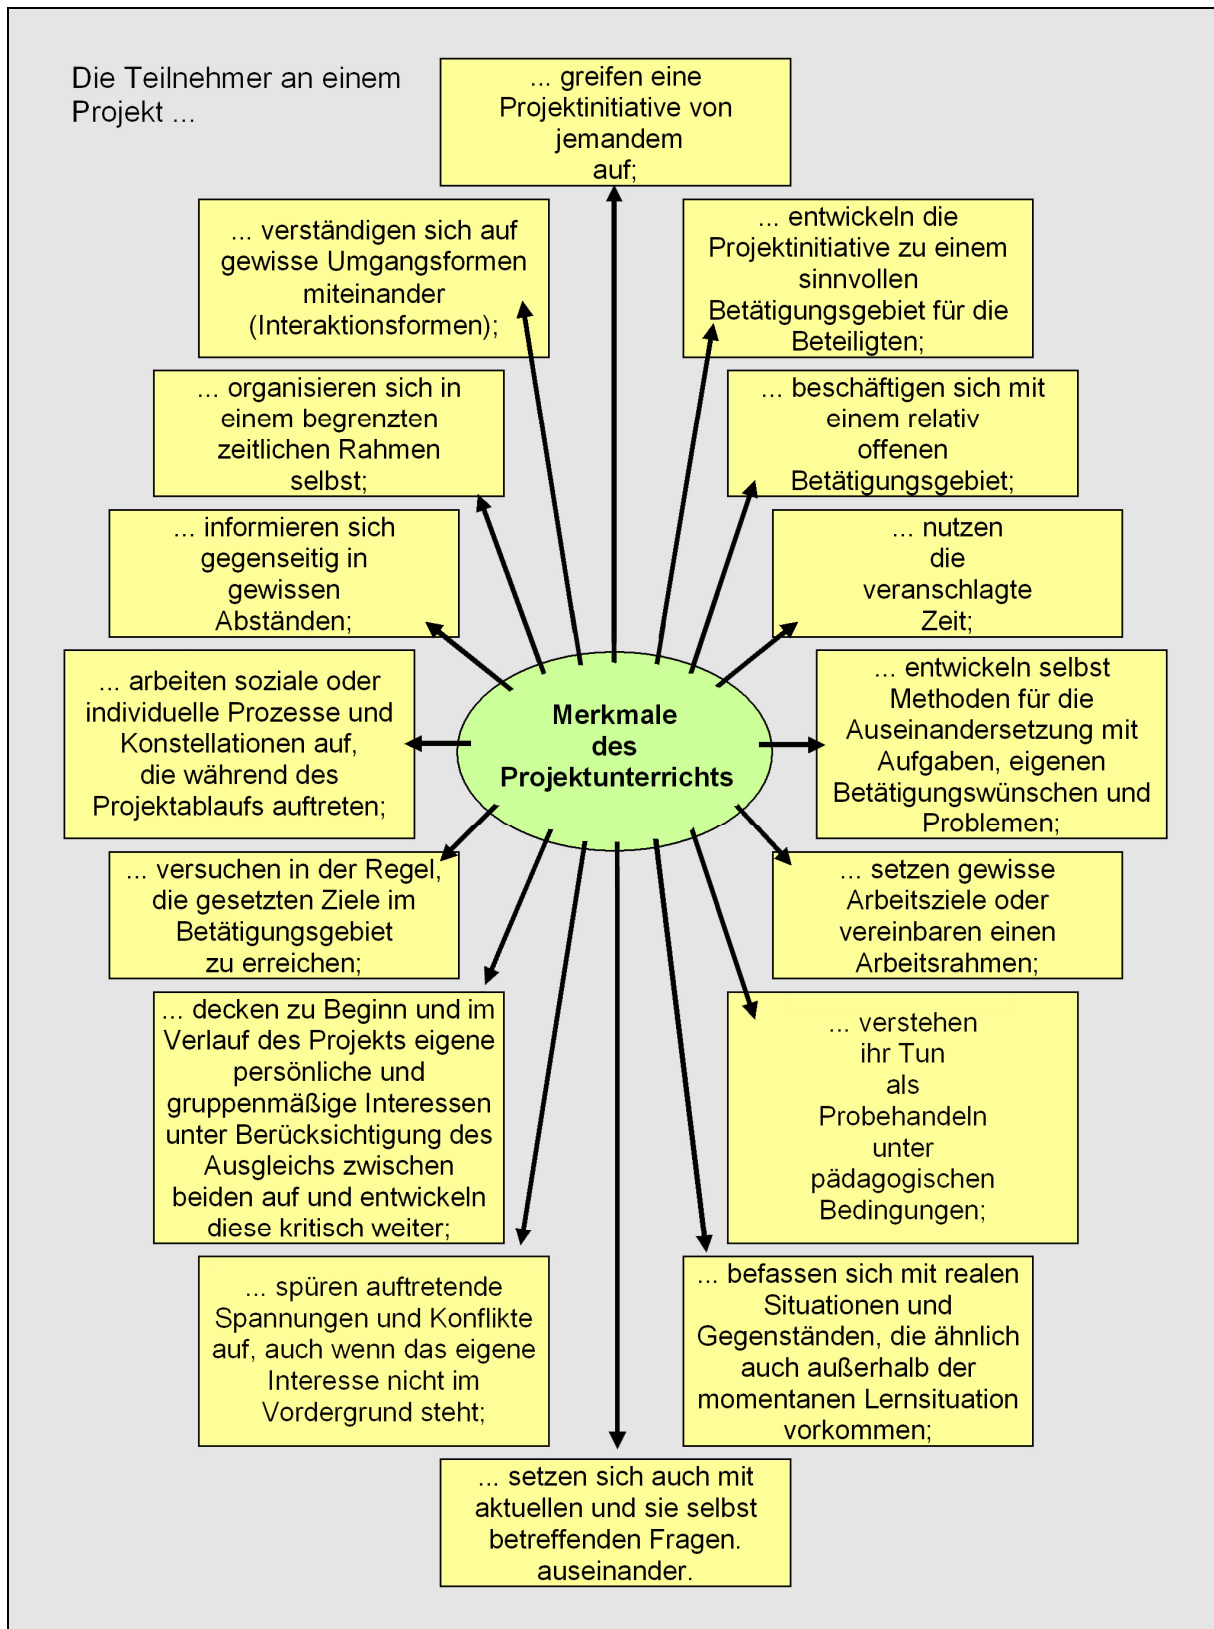 Die Teilnehmer an einem
Projekt ...
... greifen eine
Projektinitiative von
jemandem
auf;
... verständigen sich auf
gewisse Umgangsformen
miteinander
(Interaktionsformen);
... entwickeln die
Projektinitiative zu einem
sinnvollen
Betätigungsgebiet für die
Beteiligten;
... organisieren sich in
einem begrenzten
zeitlichen Rahmen
selbst;
... beschäftigen sich mit
einem relativ
offenen
Betätigungsgebiet;
... informieren sich
gegenseitig in
gewissen
Abständen;
... nutzen
die
veranschlagte
Zeit;
... arbeiten soziale oder
individuelle Prozesse und
Konstellationen auf,
die während des
Projektablaufs auftreten;
Merkmale
des
Projektunterrichts
... entwickeln selbst
Methoden für die
Auseinandersetzung mit
Aufgaben, eigenen
Betätigungswünschen und
Problemen;
... versuchen in der Regel,
die gesetzten Ziele im
Betätigungsgebiet
zu erreichen;
... setzen gewisse
Arbeitsziele oder
vereinbaren einen
Arbeitsrahmen;
... decken zu Beginn und im
Verlauf des Projekts eigene
persönliche und
gruppenmäßige Interessen
unter Berücksichtigung des
Ausgleichs zwischen
beiden auf und entwickeln
diese kritisch weiter;
... verstehen
ihr Tun
als
Probehandeln
unter
pädagogischen
Bedingungen;
... spüren auftretende
Spannungen und Konflikte
auf, auch wenn das eigene
Interesse nicht im
Vordergrund steht;
... befassen sich mit realen
Situationen und
Gegenständen, die ähnlich
auch außerhalb der
momentanen Lernsituation
vorkommen;
... setzen sich auch mit
aktuellen und sie selbst
betreffenden Fragen.
auseinander.